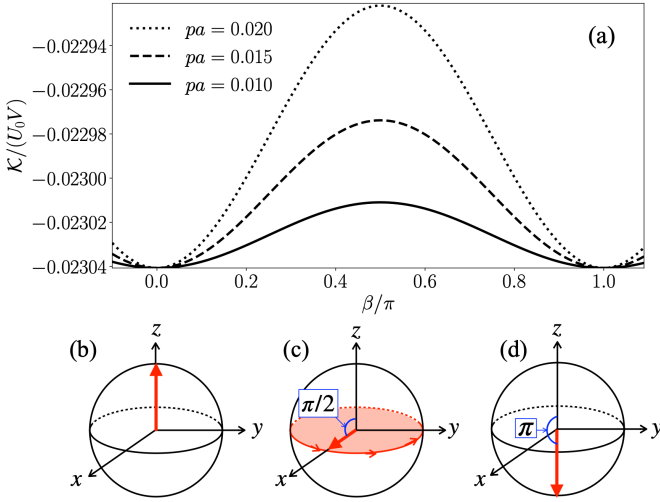 −0.02294
−0.02296
−0.02298
−0.02300
−0.02302
−0.02304
𝒦/(U₀V)
pa = 0.020
pa = 0.015
pa = 0.010
(a)
0.0 0.2 0.4 0.6 0.8 1.0
β/π
(b) z y x
(c) z π/2 y x
(d) z π y x